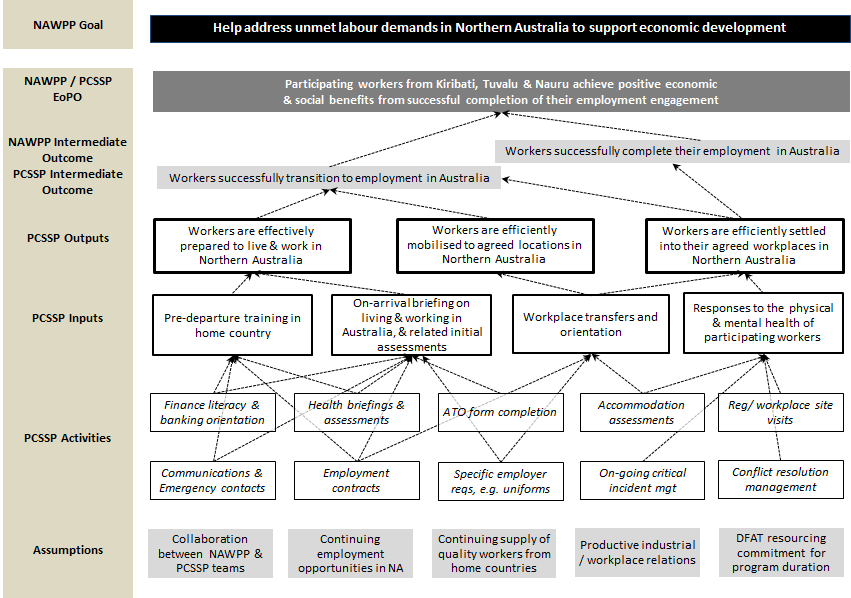 NAWPP Goal
Help address unmet labour demands in Northern Australia to support economic development
NAWPP / PCSSP
EoPO
Participating workers from Kiribati, Tuvalu & Nauru achieve positive economic
& social benefits from successful completion of their employment engagement
NAWPP Intermediate
Outcome
PCSSP Intermediate
Outcome
Workers successfully complete their employment in Australia
Workers successfully transition to employment in Australia
PCSSP Outputs
Workers are effectively
prepared to live & work in
Northern Australia
Workers are efficiently
mobilised to agreed locations in
Northern Australia
Workers are efficiently settled
into their agreed workplaces in
Northern Australia
PCSSP Inputs
Pre-departure training in
home country
On-arrival briefing on
living & working in
Australia, & related initial
assessments
Workplace transfers and
orientation
Responses to the physical
& mental health of
participating workers
PCSSP Activities
Finance literacy &
banking orientation
Health briefings &
assessments
ATO form completion
Accommodation
assessments
Reg/ workplace site
visits
Communications &
Emergency contacts
Employment
contracts
Specific employer
reqs, e.g. uniforms
On-going critical
incident mgt
Conflict resolution
management
Assumptions
Collaboration
between NAWPP &
PCSSP teams
Continuing
employment
opportunities in NA
Continuing supply of
quality workers from
home countries
Productive industrial
/ workplace relations
DFAT resourcing
commitment for
program duration